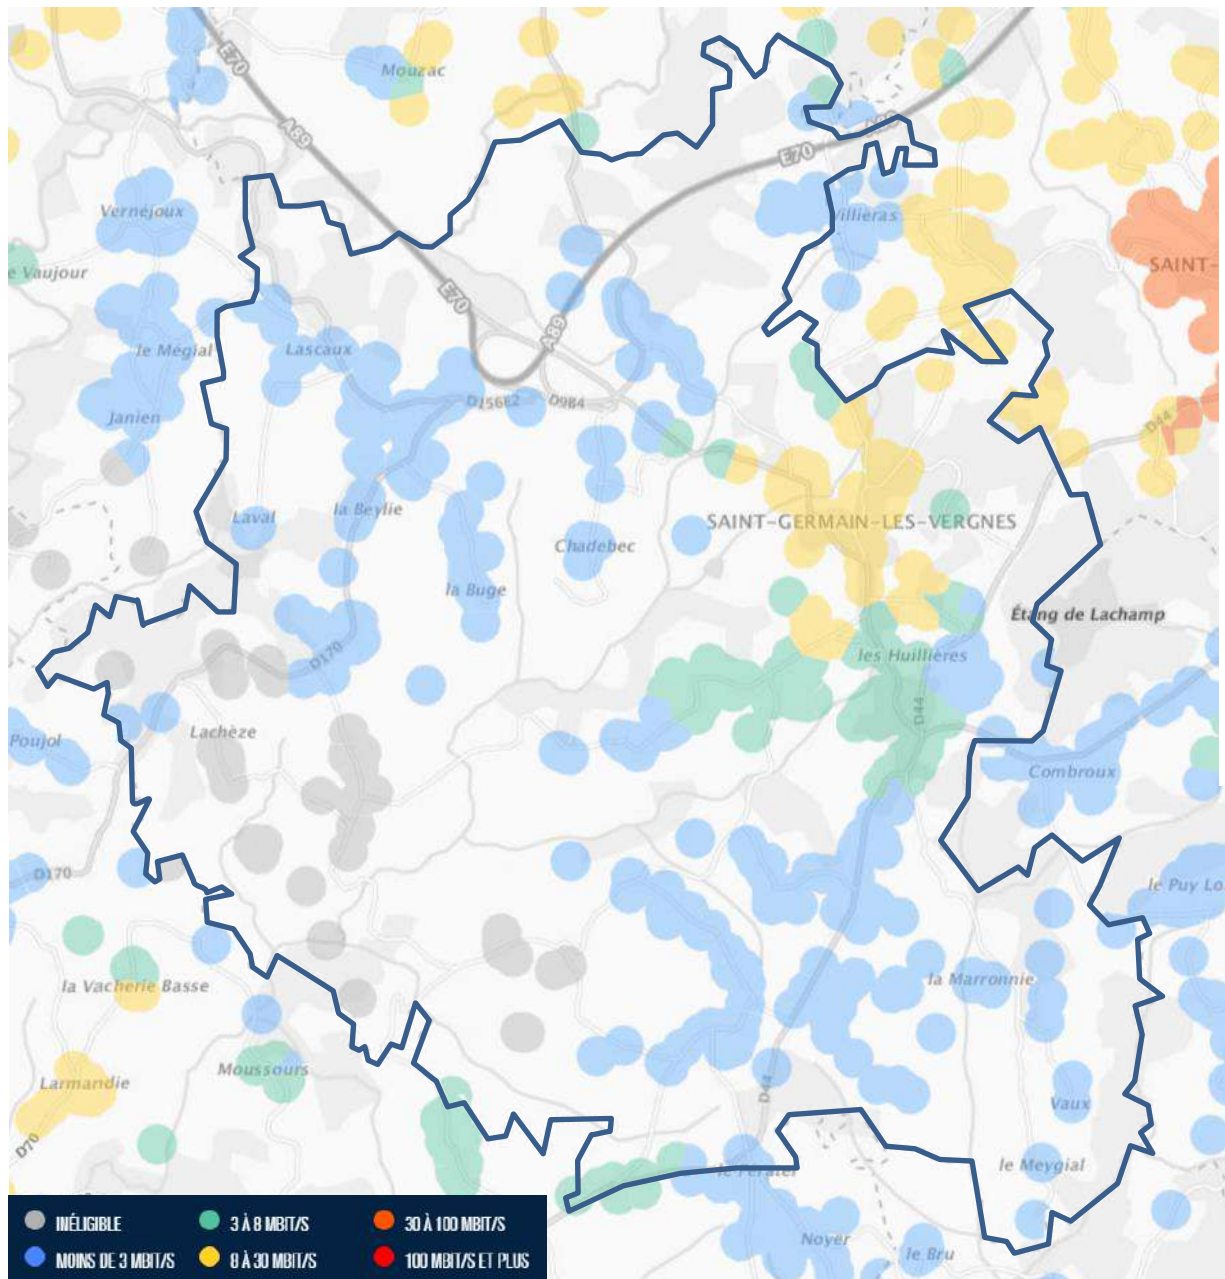 E70
Mouzac
A89
D89
E70
Vernéjoux
Villieras
e Vaujour
SAINT-
E70
A89
le Mégial
Lascaux
D156E2
D984
Janien
D44
Laval
la Beylie
SAINT-GERMAIN-LES-VERGNES
Chadebec
la Buge
Étang de Lachamp
D170
les Huillières
D44
Poujol
Lachèze
Combroux
D170
le Puy Lo
la Vacherie Basse
la Marronnie
Larmandie
Moussours
D44
Vaux
D70
le Meygial
Noyer
le Bru
INÉLIGIBLE
3 À 8 MBIT/S
30 À 100 MBIT/S
MOINS DE 3 MBIT/S
8 À 30 MBIT/S
100 MBIT/S ET PLUS